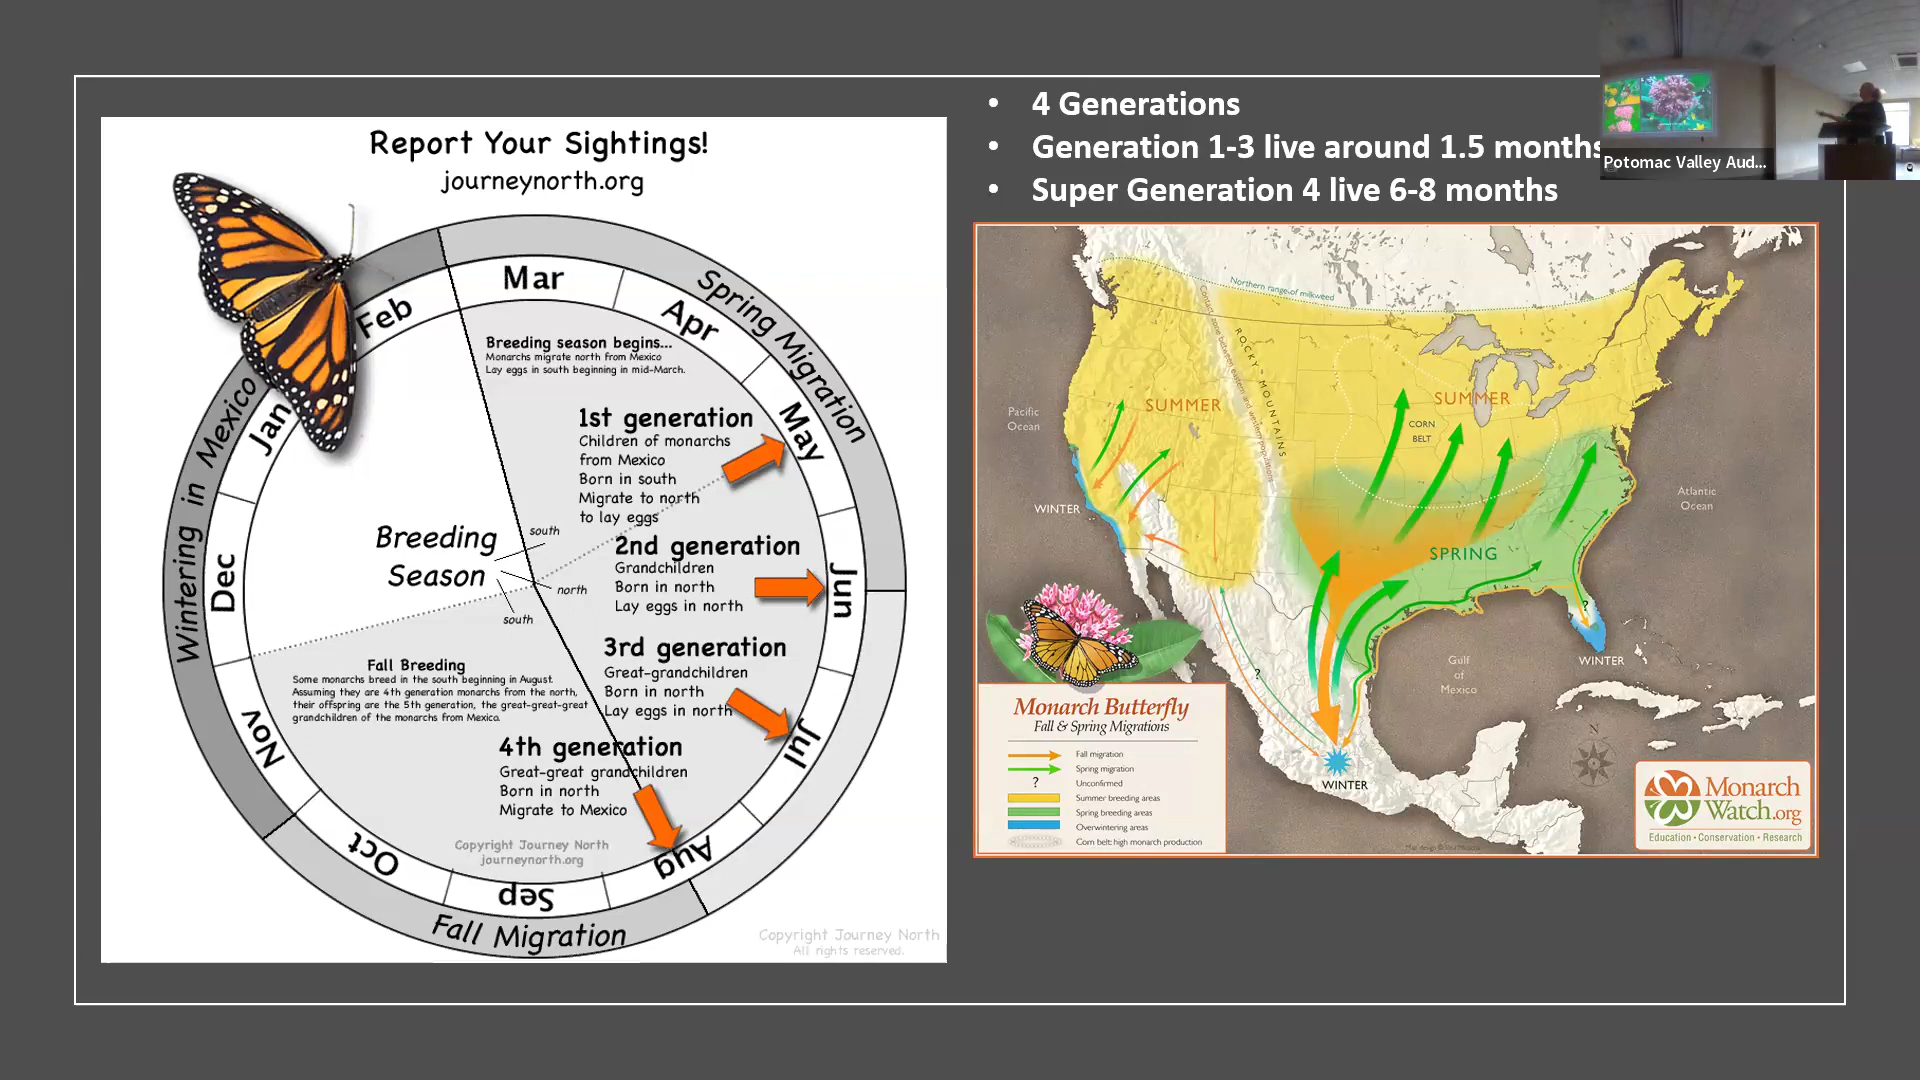 Report Your Sightings!
journeynorth.org
Mar
Apr
May
Jun
Jul
Aug
Sep
Oct
Nov
Dec
Jan
Feb
Spring Migration
Fall Migration
Wintering in Mexico
Breeding season begins...
Monarchs migrate north from Mexico
Lay eggs in south beginning in mid-March.
1st generation
Children of monarchs
from Mexico
Born in south
Migrate to north
to lay eggs
Breeding
Season
south
north
south
2nd generation
Grandchildren
Born in north
Lay eggs in north
3rd generation
Great-grandchildren
Born in north
Lay eggs in north
Fall Breeding
Some monarchs breed in the south beginning in August.
Assuming they are 4th generation monarchs from the north,
their offspring are the 5th generation, the great-great-great
grandchildren of the monarchs from Mexico.
4th generation
Great-great grandchildren
Born in north
Migrate to Mexico
Copyright Journey North
journeynorth.org
Copyright Journey North
All rights reserved.
• 4 Generations
• Generation 1-3 live around 1.5 months
• Super Generation 4 live 6-8 months
Potomac Valley Aud...
Northern range of milkweed
ROCKY MOUNTAINS
SUMMER
SUMMER
CORN
BELT
Pacific
Ocean
Atlantic
Ocean
WINTER
SPRING
?
?
WINTER
Gulf
of
Mexico
WINTER
N
Monarch Butterfly
Fall & Spring Migrations
Fall migration
Spring migration
? Unconfirmed
Summer breeding areas
Spring breeding areas
Overwintering areas
Corn belt: high monarch production
Monarch
Watch.org
Education • Conservation • Research